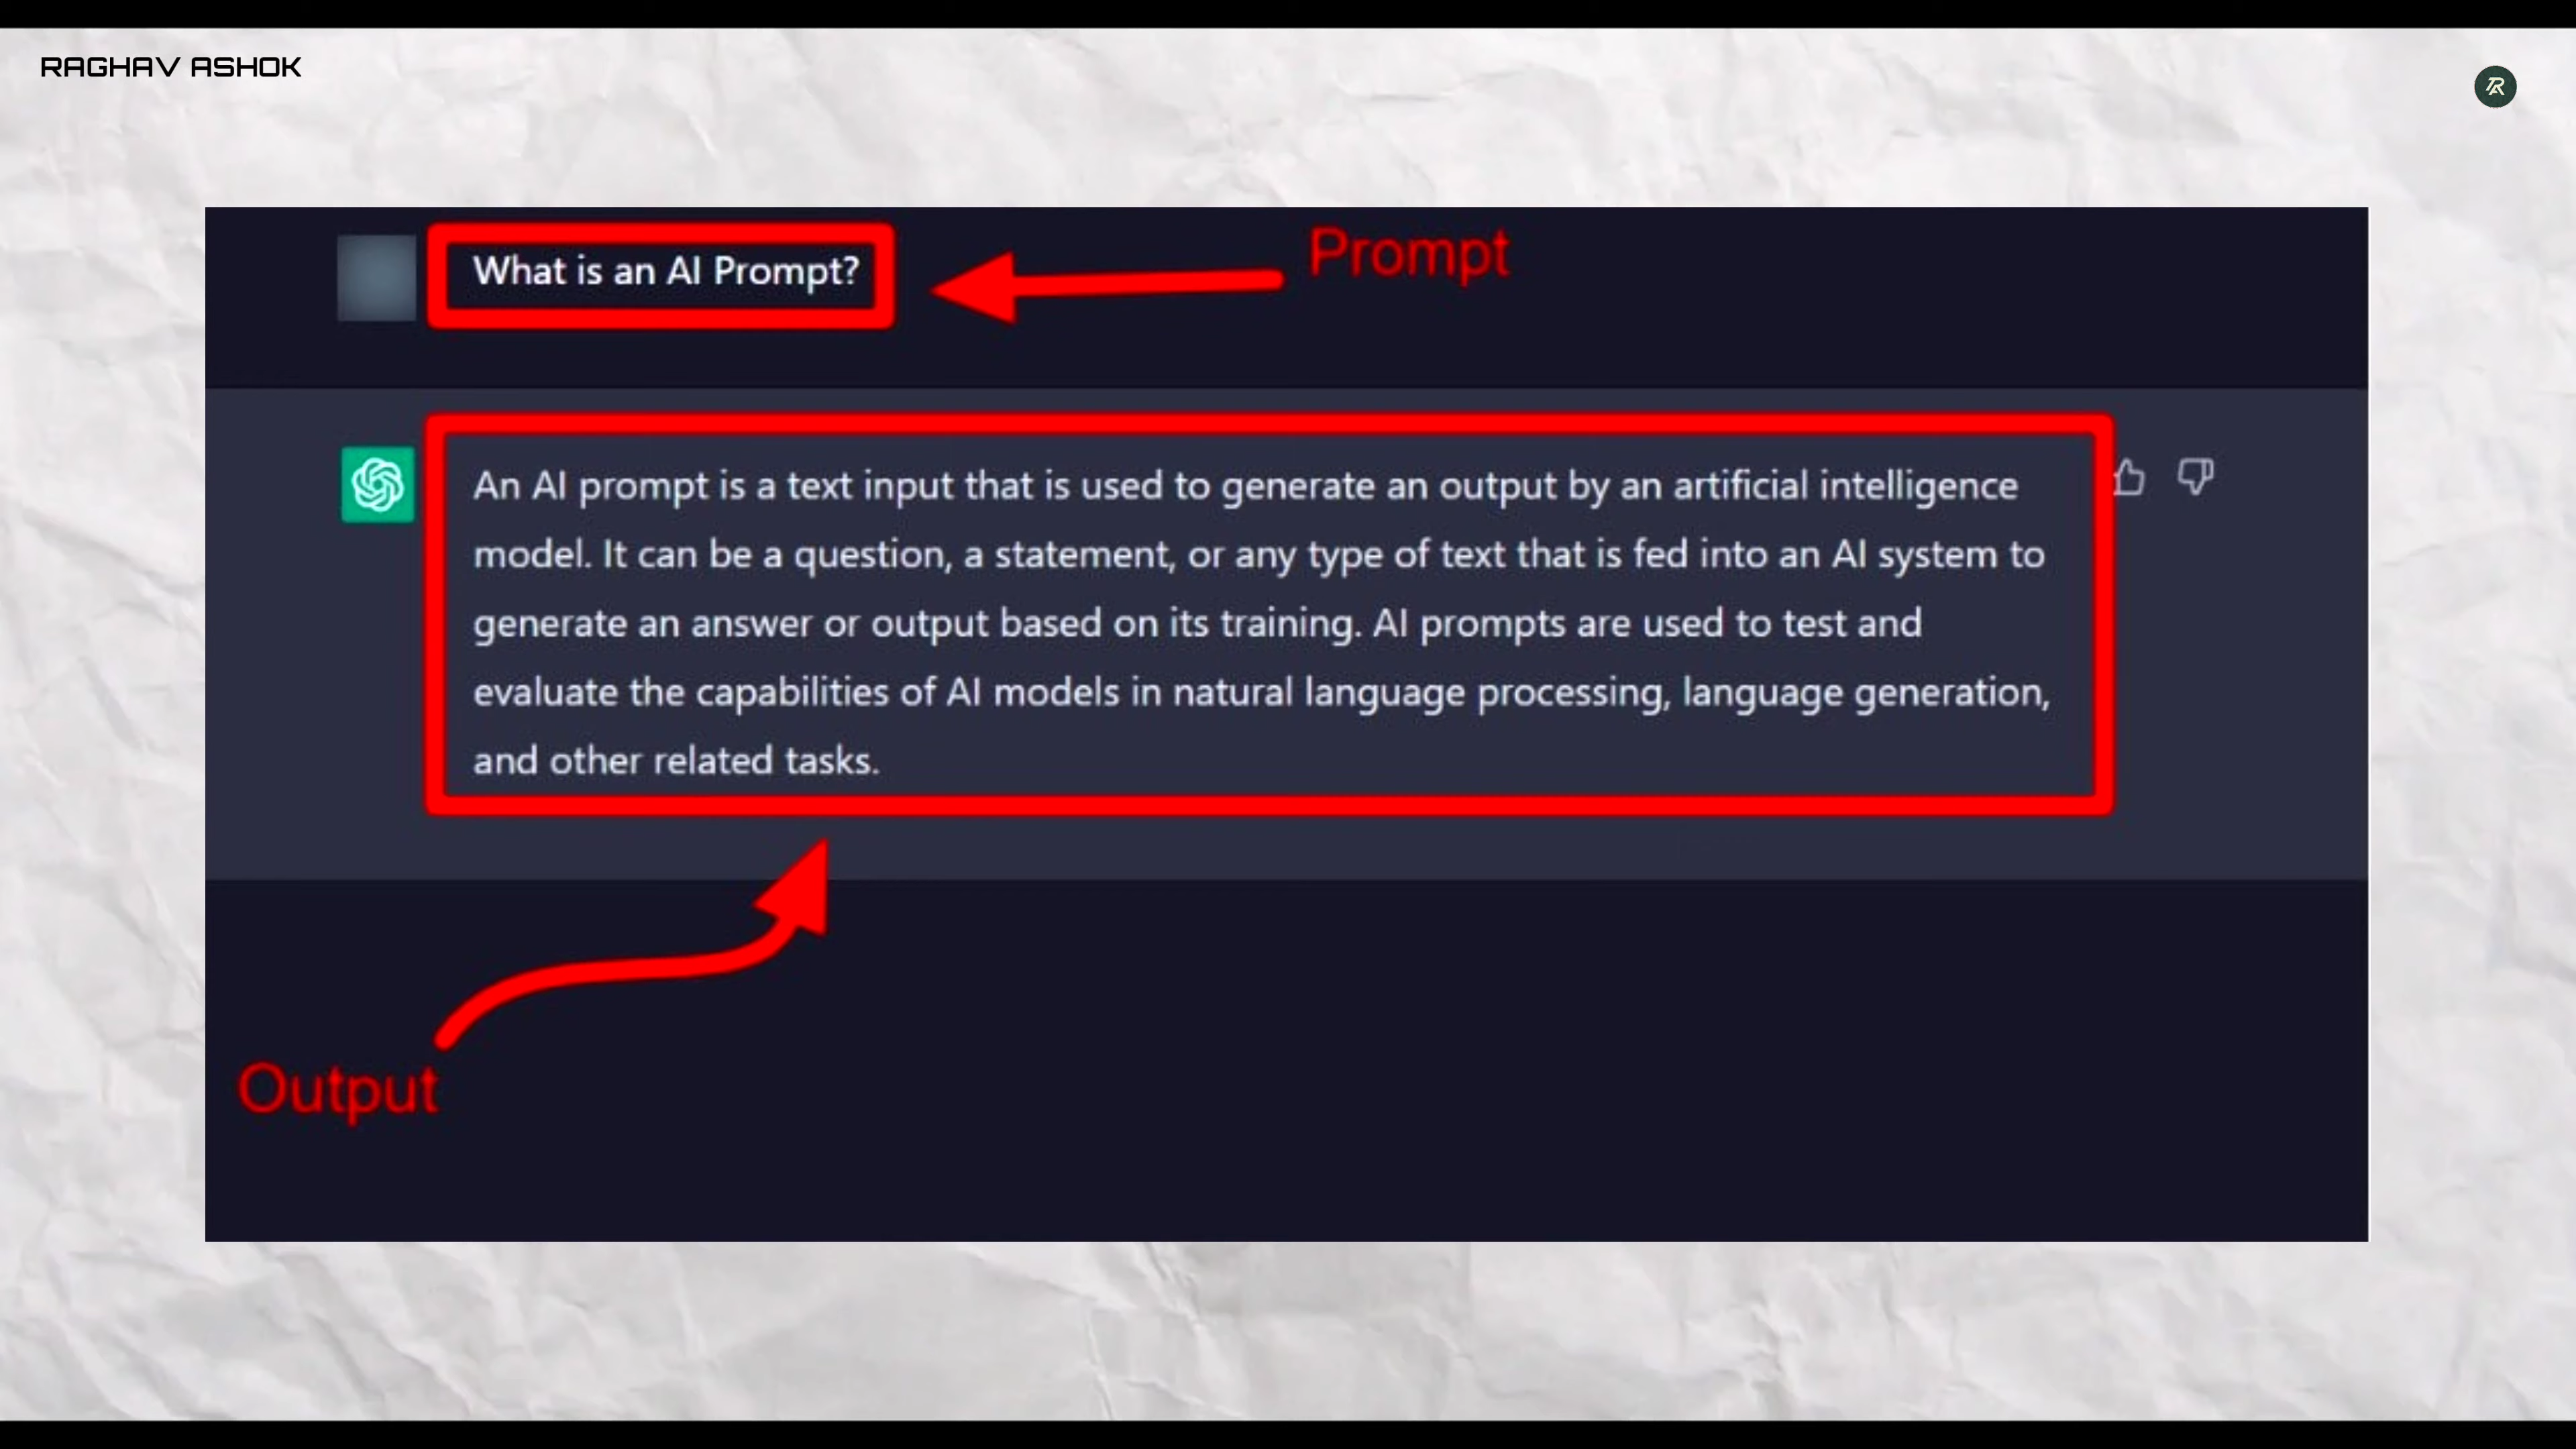 RAGHAV ASHOK
What is an AI Prompt?
Prompt
An AI prompt is a text input that is used to generate an output by an artificial intelligence
model. It can be a question, a statement, or any type of text that is fed into an AI system to
generate an answer or output based on its training. AI prompts are used to test and
evaluate the capabilities of AI models in natural language processing, language generation,
and other related tasks.
Output